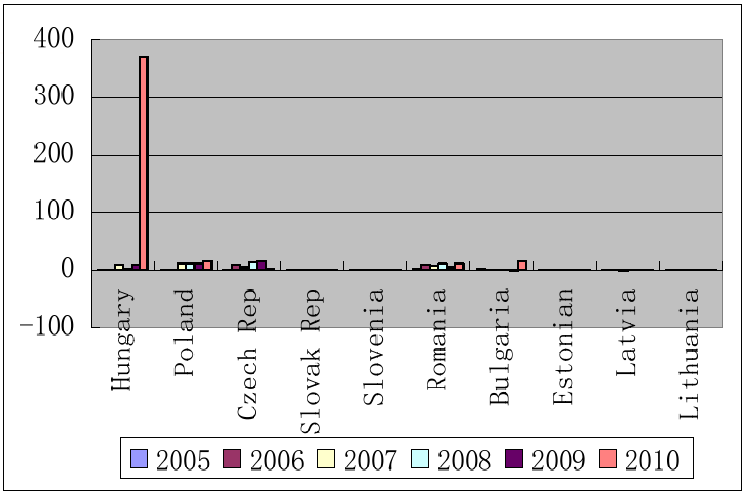 400
300
200
100
0
-100
Hungary
Poland
Czech Rep
Slovak Rep
Slovenia
Romania
Bulgaria
Estonian
Latvia
Lithuania
2005 2006 2007 2008 2009 2010